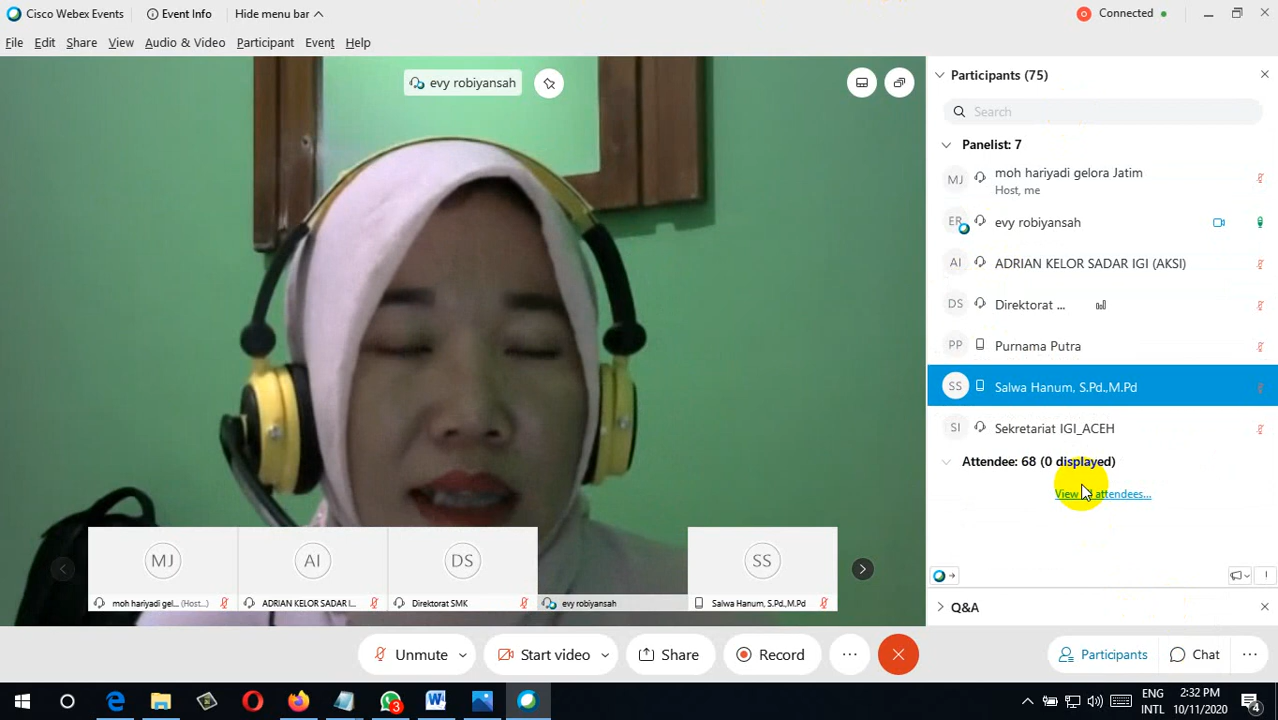 Cisco Webex Events
Event Info
Hide menu bar
Connected
File Edit Share View Audio & Video Participant Event Help
evy robiyansah
Participants (75)
Search
Panelist: 7
MJ moh hariyadi gelora Jatim
Host, me
ER evy robiyansah
AI ADRIAN KELOR SADAR IGI (AKSI)
DS Direktorat ...
PP Purnama Putra
SS Salwa Hanum, S.Pd.,M.Pd
SI Sekretariat IGI_ACEH
Attendee: 68 (0 displayed)
View all attendees...
MJ AI DS SS
moh hariyadi gel... (Host...) ADRIAN KELOR SADAR I... Direktorat SMK evy robiyansah Salwa Hanum, S.Pd.,M.Pd
Q&A
Unmute Start video Share Record Participants Chat
3
ENG 2:32 PM
INTL 10/11/2020 4